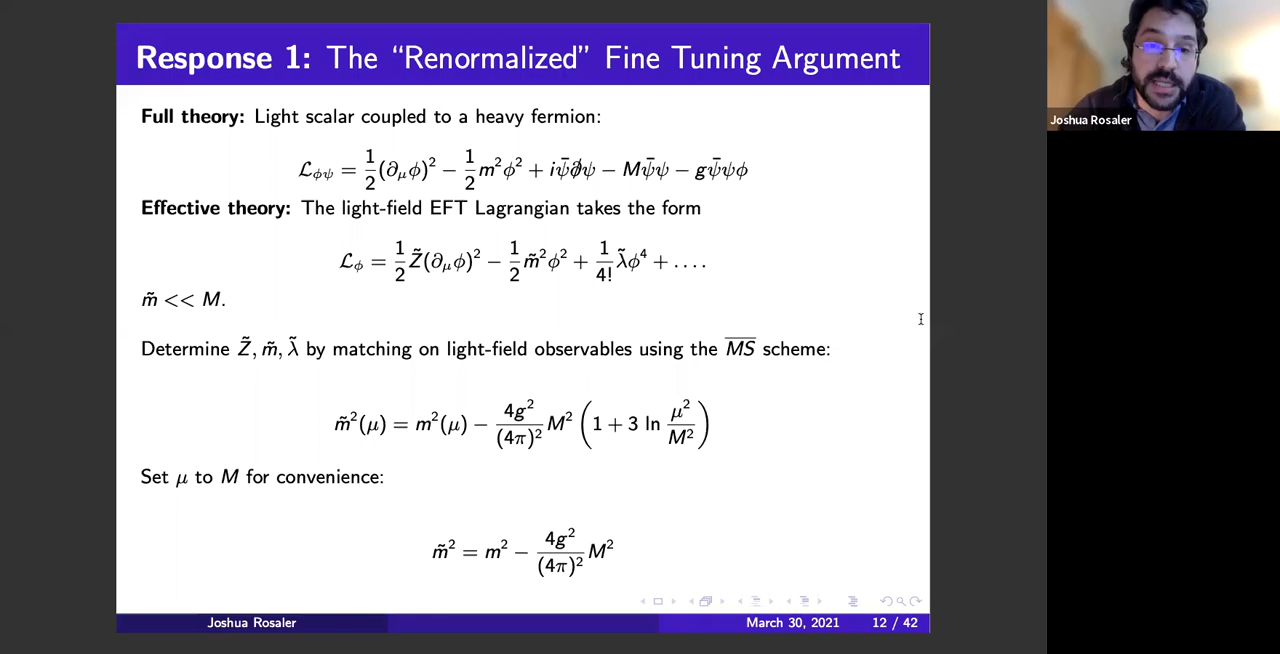 Response 1: The “Renormalized” Fine Tuning Argument
Full theory: Light scalar coupled to a heavy fermion:
ℒ_ϕψ = 1/2 (∂_μϕ)² − 1/2 m²ϕ² + iψ̄∂̸ψ − Mψ̄ψ − gψ̄ψϕ
Effective theory: The light-field EFT Lagrangian takes the form
ℒ_ϕ = 1/2 Z̃(∂_μϕ)² − 1/2 m̃²ϕ² + 1/4! λ̃ϕ⁴ + ....
m̃ << M.
Determine Z̃, m̃, λ̃ by matching on light-field observables using the M̅S̅ scheme:
m̃²(μ) = m²(μ) − 4g²/(4π)² M² (1 + 3 ln μ²/M²)
Set μ to M for convenience:
m̃² = m² − 4g²/(4π)² M²
Joshua Rosaler
March 30, 2021
12 / 42
Joshua Rosaler